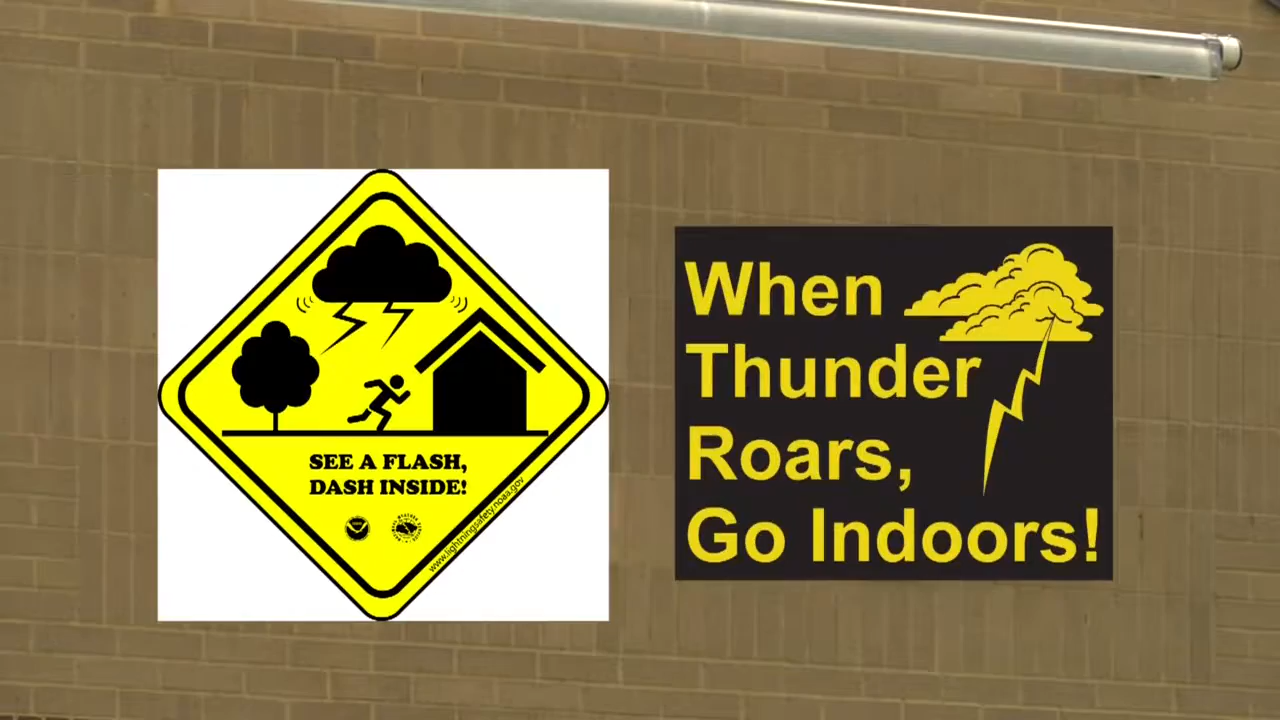 SEE A FLASH,
DASH INSIDE!
www.lightningsafety.noaa.gov
When
Thunder
Roars,
Go Indoors!